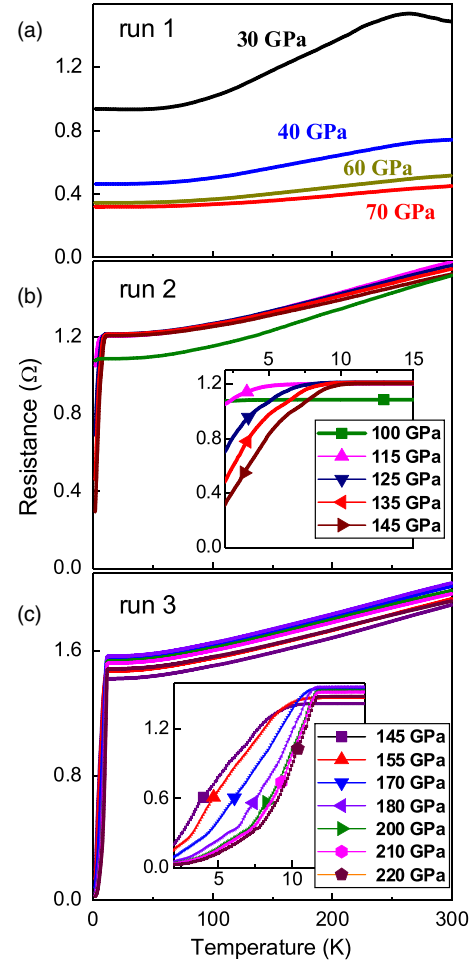 (a)
run 1
30 GPa
40 GPa
60 GPa
70 GPa
1.2
0.8
0.4
0.0
(b)
run 2
1.2
0.8
0.4
0.0
5 10 15
1.2
0.8
0.4
0.0
100 GPa
115 GPa
125 GPa
135 GPa
145 GPa
Resistance (Ω)
(c)
run 3
1.6
0.8
0.0
1.2
0.6
0.0
5 10
145 GPa
155 GPa
170 GPa
180 GPa
200 GPa
210 GPa
220 GPa
0 100 200 300
Temperature (K)